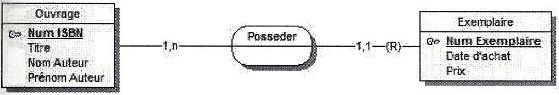 Ouvrage
Num ISBN
Titre
Nom Auteur
Prénom Auteur
1,n
Posseder
1,1
(R)
Exemplaire
Num Exemplaire
Date d'achat
Prix